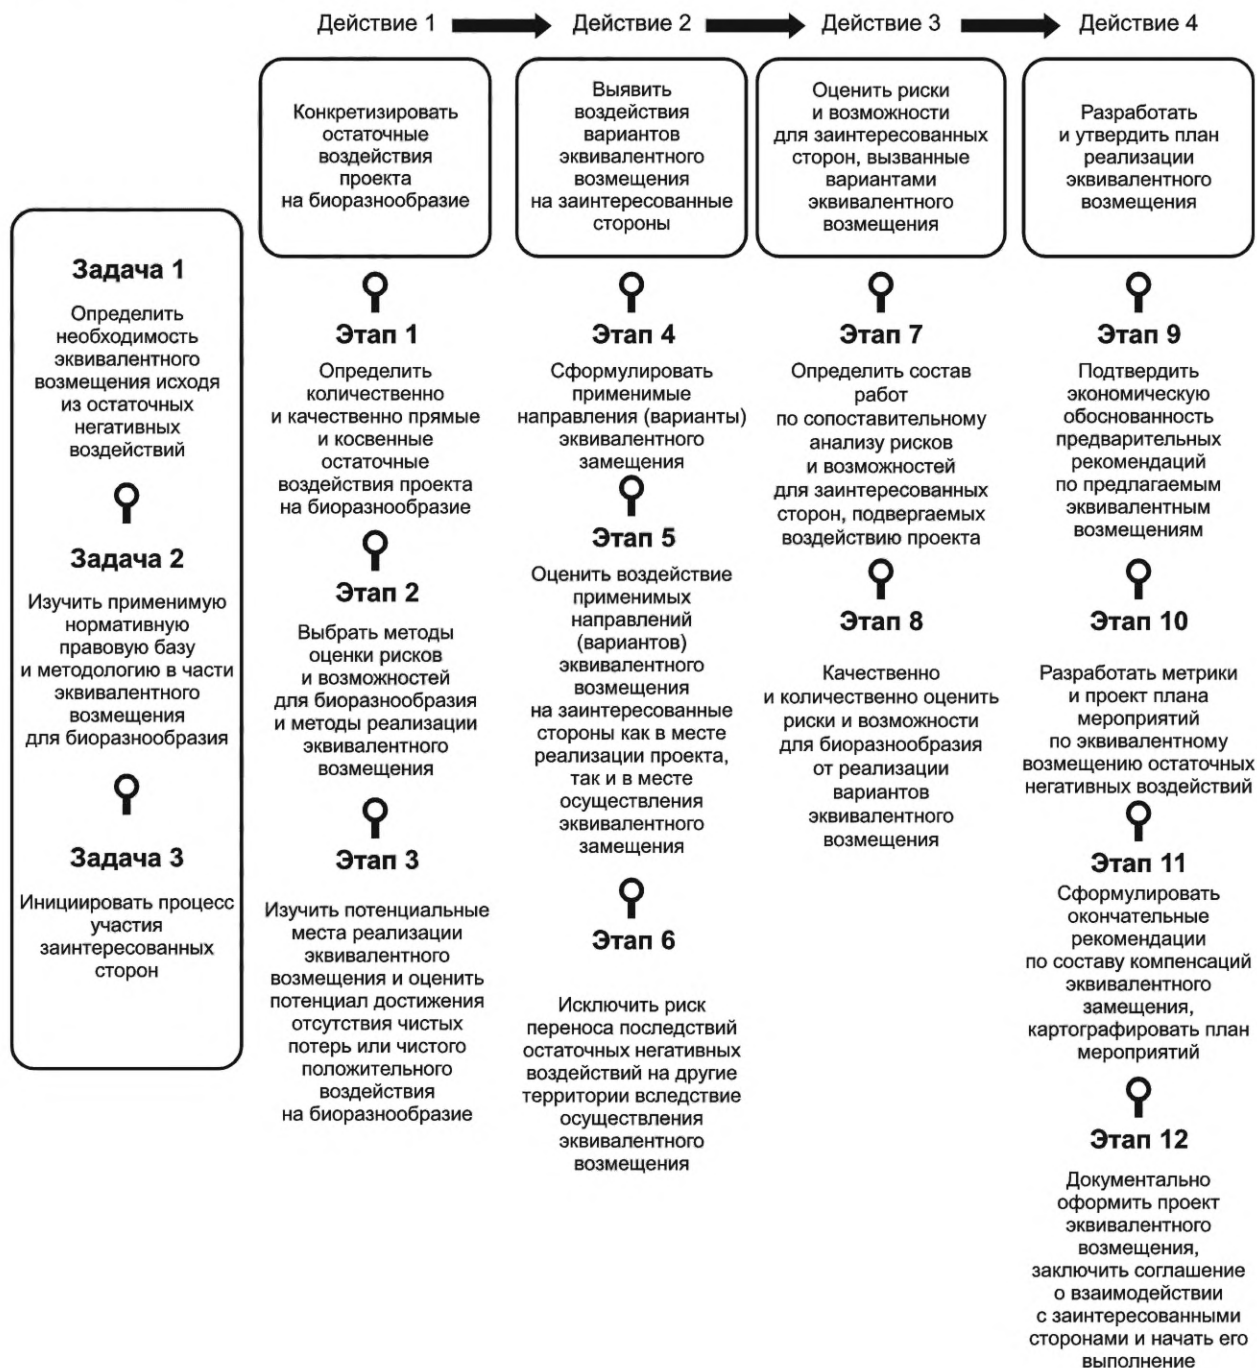 Действие 1
Действие 2
Действие 3
Действие 4
Задача 1
Определить
необходимость
эквивалентного
возмещения исходя
из остаточных
негативных
воздействий
Задача 2
Изучить применимую
нормативную
правовую базу
и методологию в части
эквивалентного
возмещения
для биоразнообразия
Задача 3
Инициировать процесс
участия
заинтересованных
сторон
Конкретизировать
остаточные
воздействия
проекта
на биоразнообразие
Этап 1
Определить
количественно
и качественно прямые
и косвенные
остаточные
воздействия проекта
на биоразнообразие
Этап 2
Выбрать методы
оценки рисков
и возможностей
для биоразнообразия
и методы реализации
эквивалентного
возмещения
Этап 3
Изучить потенциальные
места реализации
эквивалентного
возмещения и оценить
потенциал достижения
отсутствия чистых
потерь или чистого
положительного
воздействия
на биоразнообразие
Выявить
воздействия
вариантов
эквивалентного
возмещения
на заинтересованные
стороны
Этап 4
Сформулировать
применимые
направления (варианты)
эквивалентного
замещения
Этап 5
Оценить воздействие
применимых
направлений
(вариантов)
эквивалентного
возмещения
на заинтересованные
стороны как в месте
реализации проекта,
так и в месте
осуществления
эквивалентного
замещения
Этап 6
Исключить риск
переноса последствий
остаточных негативных
воздействий на другие
территории вследствие
осуществления
эквивалентного
возмещения
Оценить риски
и возможности
для заинтересованных
сторон, вызванные
вариантами
эквивалентного
возмещения
Этап 7
Определить состав
работ
по сопоставительному
анализу рисков
и возможностей
для заинтересованных
сторон, подвергаемых
воздействию проекта
Этап 8
Качественно
и количественно оценить
риски и возможности
для биоразнообразия
от реализации
вариантов
эквивалентного
возмещения
Разработать
и утвердить план
реализации
эквивалентного
возмещения
Этап 9
Подтвердить
экономическую
обоснованность
предварительных
рекомендаций
по предлагаемым
эквивалентным
возмещениям
Этап 10
Разработать метрики
и проект плана
мероприятий
по эквивалентному
возмещению остаточных
негативных воздействий
Этап 11
Сформулировать
окончательные
рекомендации
по составу компенсаций
эквивалентного
замещения,
картографировать план
мероприятий
Этап 12
Документально
оформить проект
эквивалентного
возмещения,
заключить соглашение
о взаимодействии
с заинтересованными
сторонами и начать его
выполнение